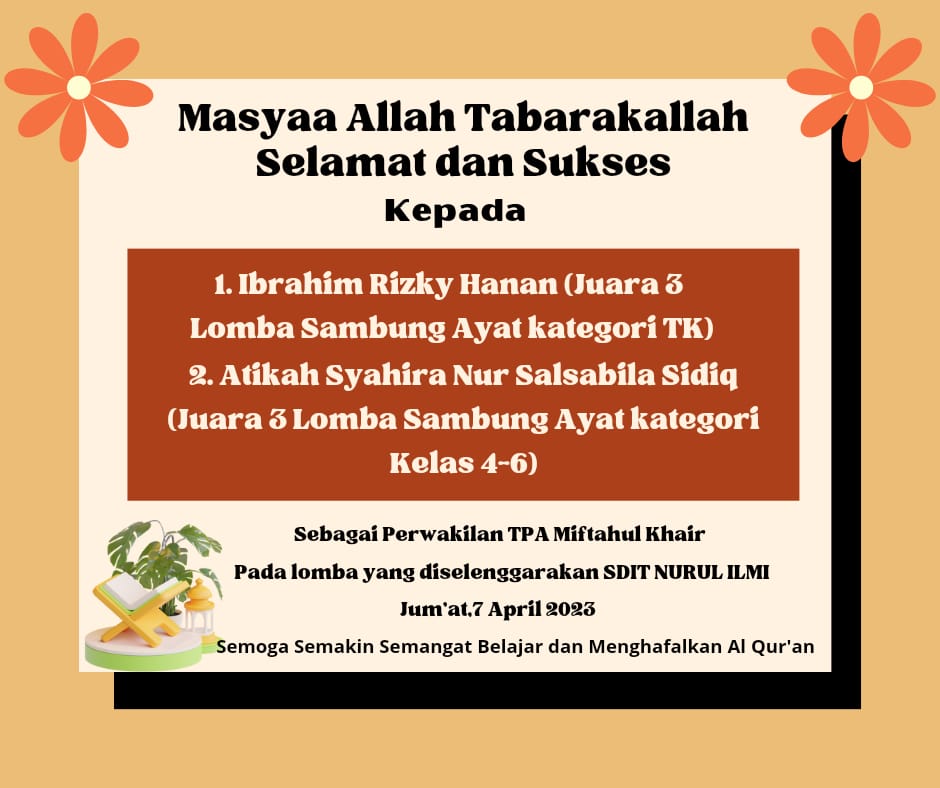 Masyaa Allah Tabarakallah
Selamat dan Sukses
Kepada
1. Ibrahim Rizky Hanan (Juara 3
Lomba Sambung Ayat kategori TK)
2. Atikah Syahira Nur Salsabila Sidiq
(Juara 3 Lomba Sambung Ayat kategori
Kelas 4-6)
Sebagai Perwakilan TPA Miftahul Khair
Pada lomba yang diselenggarakan SDIT NURUL ILMI
Jum'at,7 April 2023
Semoga Semakin Semangat Belajar dan Menghafalkan Al Qur'an